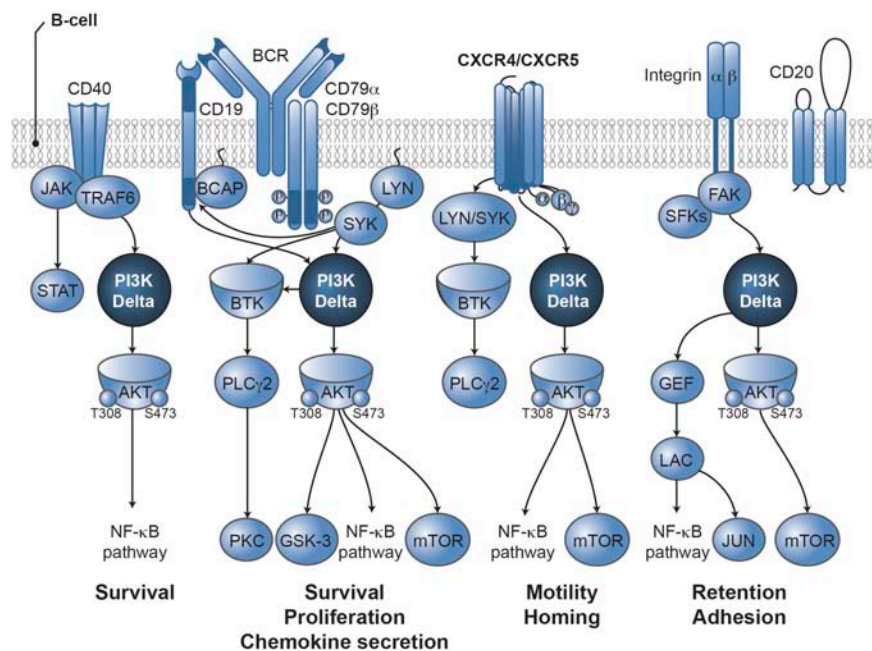 B-cell
CD40
JAK
TRAF6
STAT
PI3K
Delta
AKT
T308
S473
NF-κB
pathway
Survival
BCR
CD19
CD79α
CD79β
BCAP
LYN
P
P
P
P
SYK
BTK
PI3K
Delta
PLCγ2
AKT
T308
S473
PKC
GSK-3
NF-κB
pathway
mTOR
Survival
Proliferation
Chemokine secretion
CXCR4/CXCR5
α
β
γ
LYN/SYK
BTK
PI3K
Delta
PLCγ2
AKT
T308
S473
NF-κB
pathway
mTOR
Motility
Homing
Integrin
α β
CD20
FAK
SFKs
PI3K
Delta
GEF
AKT
T308
S473
LAC
NF-κB
pathway
JUN
mTOR
Retention
Adhesion